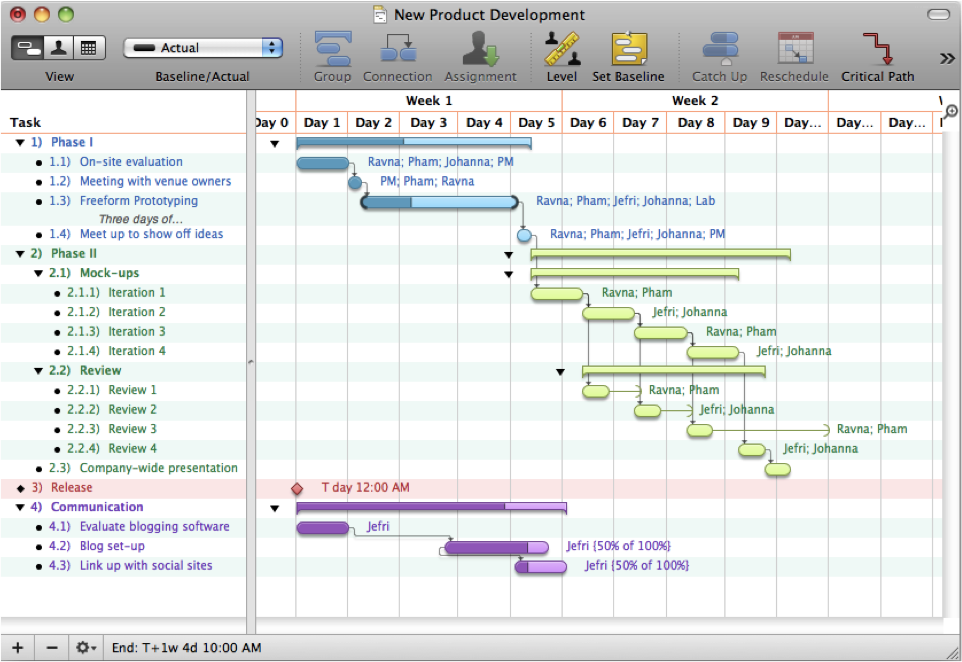 New Product Development
Actual
View
Baseline/Actual
Group
Connection
Assignment
Level
Set Baseline
Catch Up
Reschedule
Critical Path
Week 1
Week 2
Task
Day 0
Day 1
Day 2
Day 3
Day 4
Day 5
Day 6
Day 7
Day 8
Day 9
Day...
Day...
Day...
1) Phase I
1.1) On-site evaluation
Ravna; Pham; Johanna; PM
1.2) Meeting with venue owners
PM; Pham; Ravna
1.3) Freeform Prototyping
Ravna; Pham; Jefri; Johanna; Lab
Three days of...
1.4) Meet up to show off ideas
Ravna; Pham; Jefri; Johanna; PM
2) Phase II
2.1) Mock-ups
2.1.1) Iteration 1
Ravna; Pham
2.1.2) Iteration 2
Jefri; Johanna
2.1.3) Iteration 3
Ravna; Pham
2.1.4) Iteration 4
Jefri; Johanna
2.2) Review
2.2.1) Review 1
Ravna; Pham
2.2.2) Review 2
Jefri; Johanna
2.2.3) Review 3
Ravna; Pham
2.2.4) Review 4
Jefri; Johanna
2.3) Company-wide presentation
3) Release
T day 12:00 AM
4) Communication
4.1) Evaluate blogging software
Jefri
4.2) Blog set-up
Jefri {50% of 100%}
4.3) Link up with social sites
Jefri {50% of 100%}
End: T+1w 4d 10:00 AM